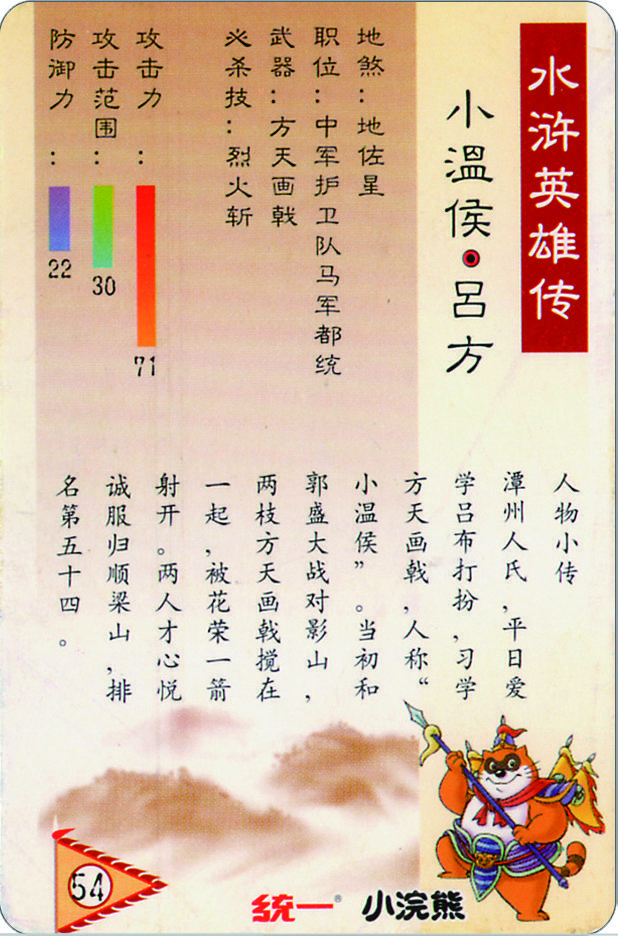 水浒英雄传
小温侯·吕方
地煞：地佐星
职位：中军护卫队马军都统
武器：方天画戟
必杀技：烈火斩
攻击力：71
攻击范围：30
防御力：22
人物小传
潭州人氏，平日爱
学吕布打扮，习学
方天画戟，人称“
小温侯”。当初和
郭盛大战对影山，
两枝方天画戟搅在
一起，被花荣一箭
射开。两人才心悦
诚服归顺梁山，排
名第五十四。
54
统一® 小浣熊